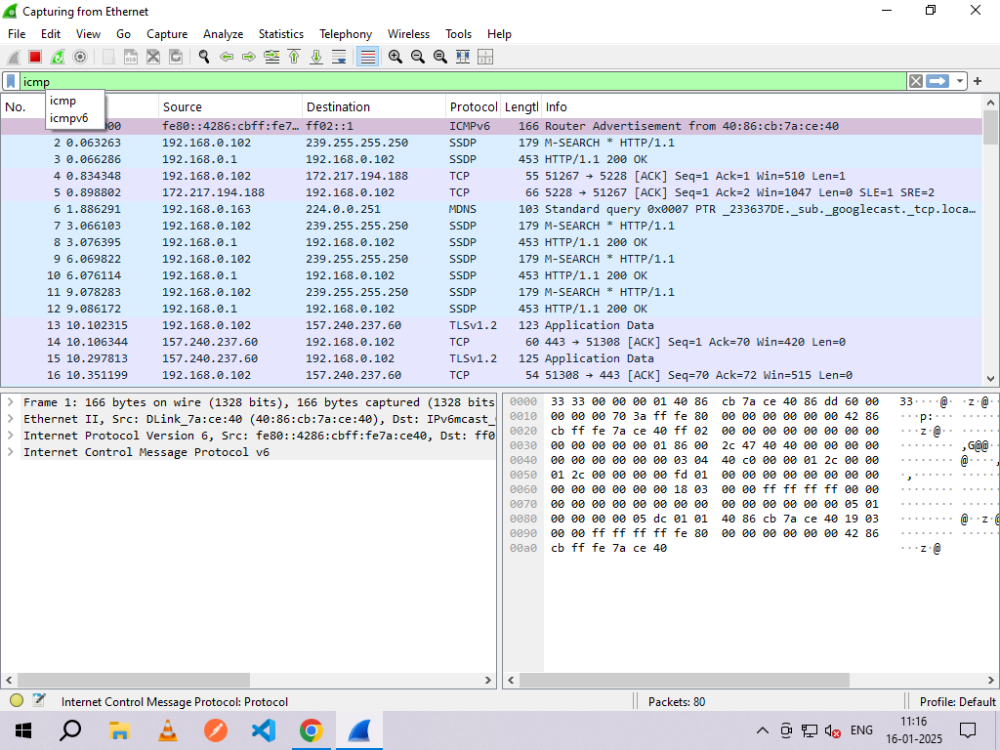 Capturing from Ethernet
File Edit View Go Capture Analyze Statistics Telephony Wireless Tools Help
icmp
icmp
icmpv6
No. Source Destination Protocol Lengtl Info
00 fe80::4286:cbff:fe7… ff02::1 ICMPv6 166 Router Advertisement from 40:86:cb:7a:ce:40
2 0.063263 192.168.0.102 239.255.255.250 SSDP 179 M-SEARCH * HTTP/1.1
3 0.066286 192.168.0.1 192.168.0.102 SSDP 453 HTTP/1.1 200 OK
4 0.834348 192.168.0.102 172.217.194.188 TCP 55 51267 → 5228 [ACK] Seq=1 Ack=1 Win=510 Len=1
5 0.898802 172.217.194.188 192.168.0.102 TCP 66 5228 → 51267 [ACK] Seq=1 Ack=2 Win=1047 Len=0 SLE=1 SRE=2
6 1.886291 192.168.0.163 224.0.0.251 MDNS 103 Standard query 0x0007 PTR _233637DE._sub._googlecast._tcp.loca…
7 3.066103 192.168.0.102 239.255.255.250 SSDP 179 M-SEARCH * HTTP/1.1
8 3.076395 192.168.0.1 192.168.0.102 SSDP 453 HTTP/1.1 200 OK
9 6.069822 192.168.0.102 239.255.255.250 SSDP 179 M-SEARCH * HTTP/1.1
10 6.076114 192.168.0.1 192.168.0.102 SSDP 453 HTTP/1.1 200 OK
11 9.078283 192.168.0.102 239.255.255.250 SSDP 179 M-SEARCH * HTTP/1.1
12 9.086172 192.168.0.1 192.168.0.102 SSDP 453 HTTP/1.1 200 OK
13 10.102315 192.168.0.102 157.240.237.60 TLSv1.2 123 Application Data
14 10.106344 157.240.237.60 192.168.0.102 TCP 60 443 → 51308 [ACK] Seq=1 Ack=70 Win=420 Len=0
15 10.297813 157.240.237.60 192.168.0.102 TLSv1.2 125 Application Data
16 10.351199 192.168.0.102 157.240.237.60 TCP 54 51308 → 443 [ACK] Seq=70 Ack=72 Win=515 Len=0
Frame 1: 166 bytes on wire (1328 bits), 166 bytes captured (1328 bits
Ethernet II, Src: DLink_7a:ce:40 (40:86:cb:7a:ce:40), Dst: IPv6mcast_
Internet Protocol Version 6, Src: fe80::4286:cbff:fe7a:ce40, Dst: ff0
Internet Control Message Protocol v6
0000 33 33 00 00 00 01 40 86 cb 7a ce 40 86 dd 60 00 33····@· ·z·@··
0010 00 00 00 70 3a ff fe 80 00 00 00 00 00 00 42 86 ···p:···
0020 cb ff fe 7a ce 40 ff 02 00 00 00 00 00 00 00 00 ···z·@··
0030 00 00 00 00 00 01 86 00 2c 47 40 40 00 00 00 00 ········ ,G@@··
0040 00 00 00 00 00 00 03 04 40 c0 00 00 01 2c 00 00 ········ @····,
0050 01 2c 00 00 00 00 fd 01 00 00 00 00 00 00 00 00 ·,······
0060 00 00 00 00 00 00 18 03 00 00 ff ff ff ff 00 00 ········
0070 00 00 00 00 00 00 00 00 00 00 00 00 00 00 05 01 ········
0080 00 00 00 00 05 dc 01 01 40 86 cb 7a ce 40 19 03 ········ @··z·@
0090 00 00 ff ff ff ff fe 80 00 00 00 00 00 00 42 86 ········
00a0 cb ff fe 7a ce 40 ···z·@
Internet Control Message Protocol: Protocol Packets: 80 Profile: Default
ENG
11:16
16-01-2025